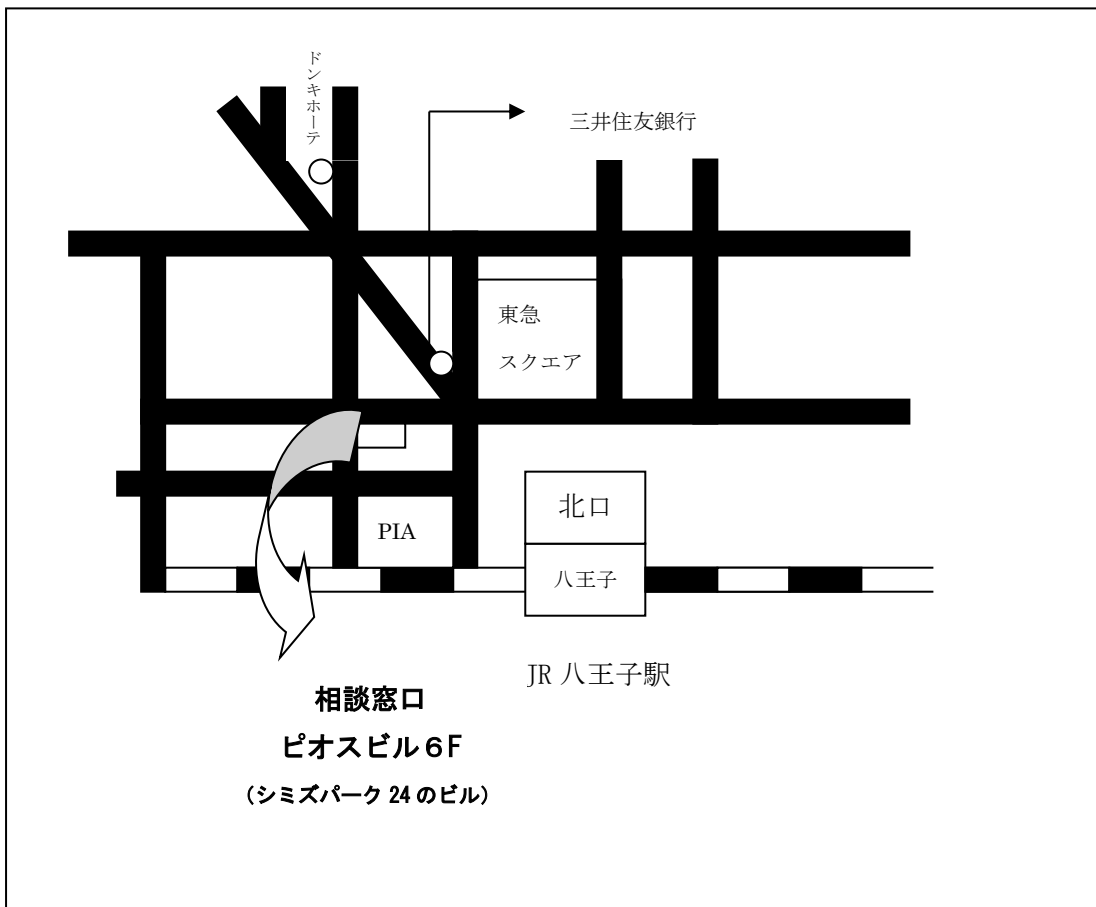 ドンキホーテ
三井住友銀行
東急
スクエア
北口
PIA
八王子
JR 八王子駅
相談窓口
ピオスビル６F
（シミズパーク 24 のビル）